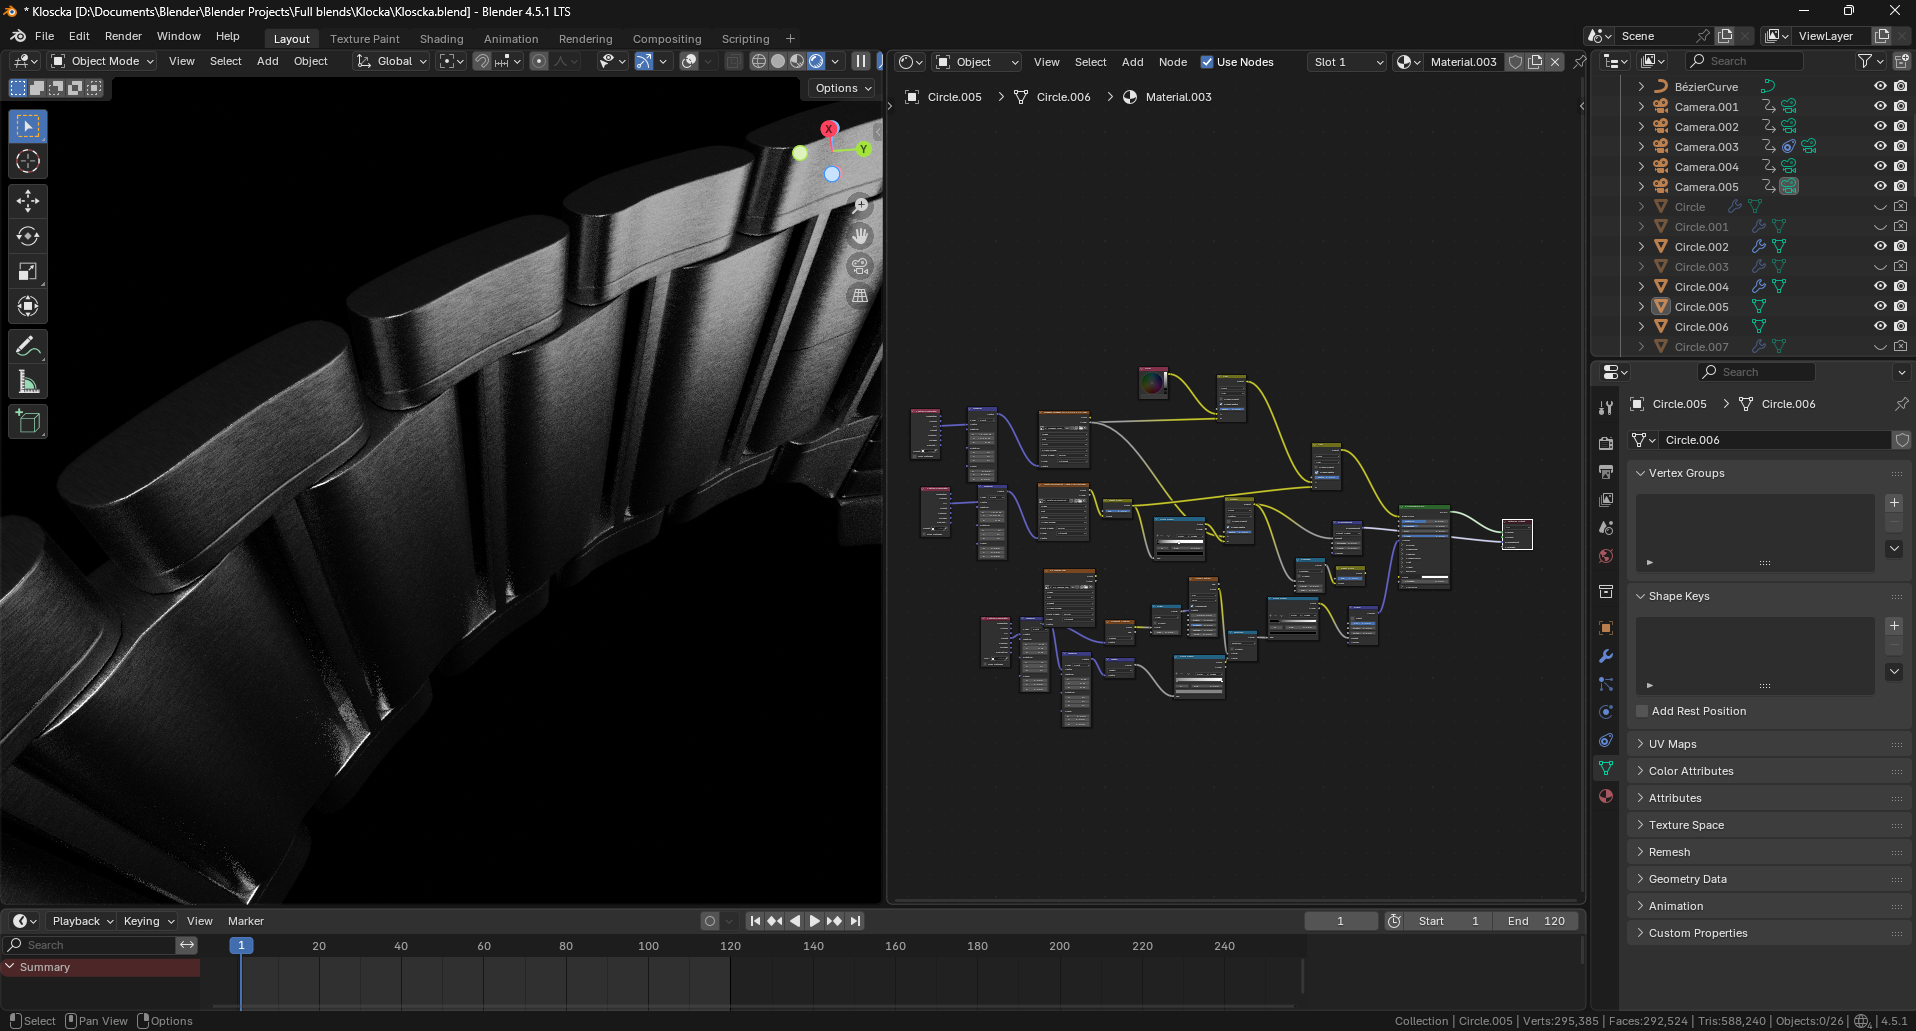 * Kloscka [D:\Documents\Blender\Blender Projects\Full blends\Klocka\Kloscka.blend] - Blender 4.5.1 LTS
File Edit Render Window Help
Layout Texture Paint Shading Animation Rendering Compositing Scripting +
Scene ViewLayer
Object Mode View Select Add Object Global
Object View Select Add Node Use Nodes Slot 1 Material.003
Search
Options
Circle.005 > Circle.006 > Material.003
X
Y
BézierCurve
Camera.001
Camera.002
Camera.003
Camera.004
Camera.005
Circle
Circle.001
Circle.002
Circle.003
Circle.004
Circle.005
Circle.006
Circle.007
Search
Circle.005 > Circle.006
Circle.006
Vertex Groups
Shape Keys
Add Rest Position
UV Maps
Color Attributes
Attributes
Texture Space
Remesh
Geometry Data
Animation
Custom Properties
Playback Keying View Marker
1 Start 1 End 120
Search
1 20 40 60 80 100 120 140 160 180 200 220 240
Summary
Select Pan View Options
Collection | Circle.005 | Verts:295,385 | Faces:292,524 | Tris:588,240 | Objects:0/26 | 4.5.1